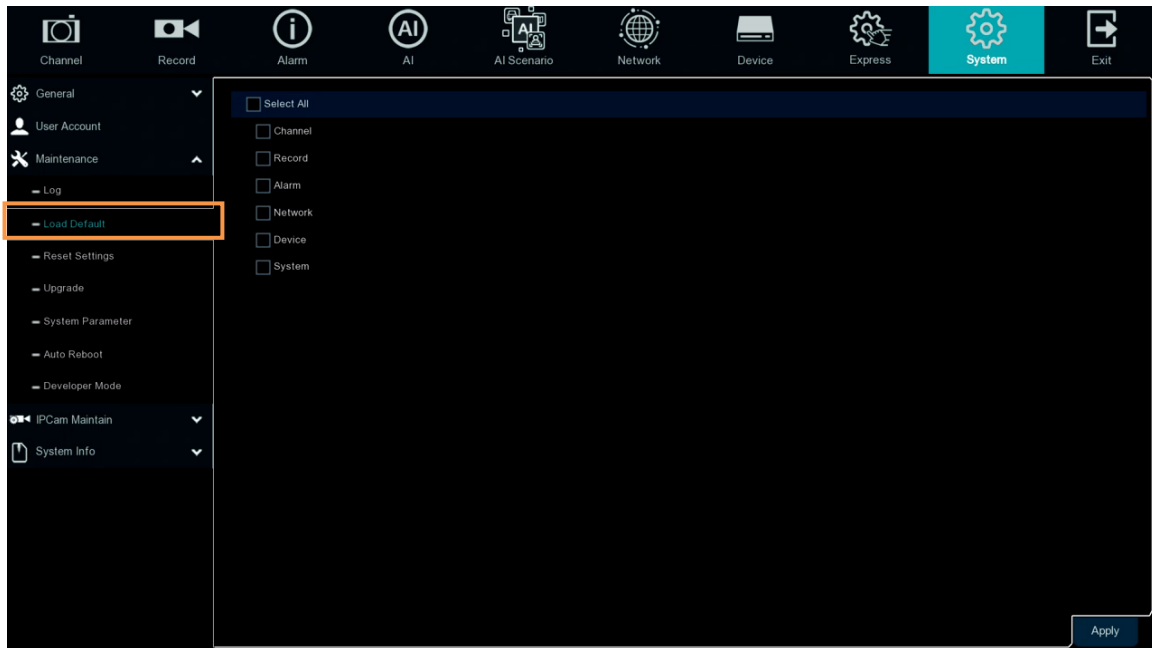 Channel
Record
Alarm
AI
AI
AI
AI Scenario
Network
Device
Express
System
Exit
General
User Account
Maintenance
Log
Load Default
Reset Settings
Upgrade
System Parameter
Auto Reboot
Developer Mode
IPCam Maintain
System Info
Select All
Channel
Record
Alarm
Network
Device
System
Apply